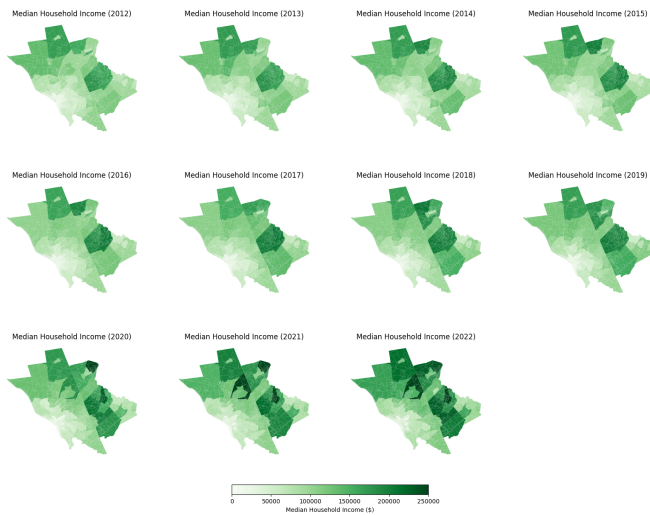 Median Household Income (2012)
Median Household Income (2013)
Median Household Income (2014)
Median Household Income (2015)
Median Household Income (2016)
Median Household Income (2017)
Median Household Income (2018)
Median Household Income (2019)
Median Household Income (2020)
Median Household Income (2021)
Median Household Income (2022)
0 50000 100000 150000 200000 250000
Median Household Income ($)